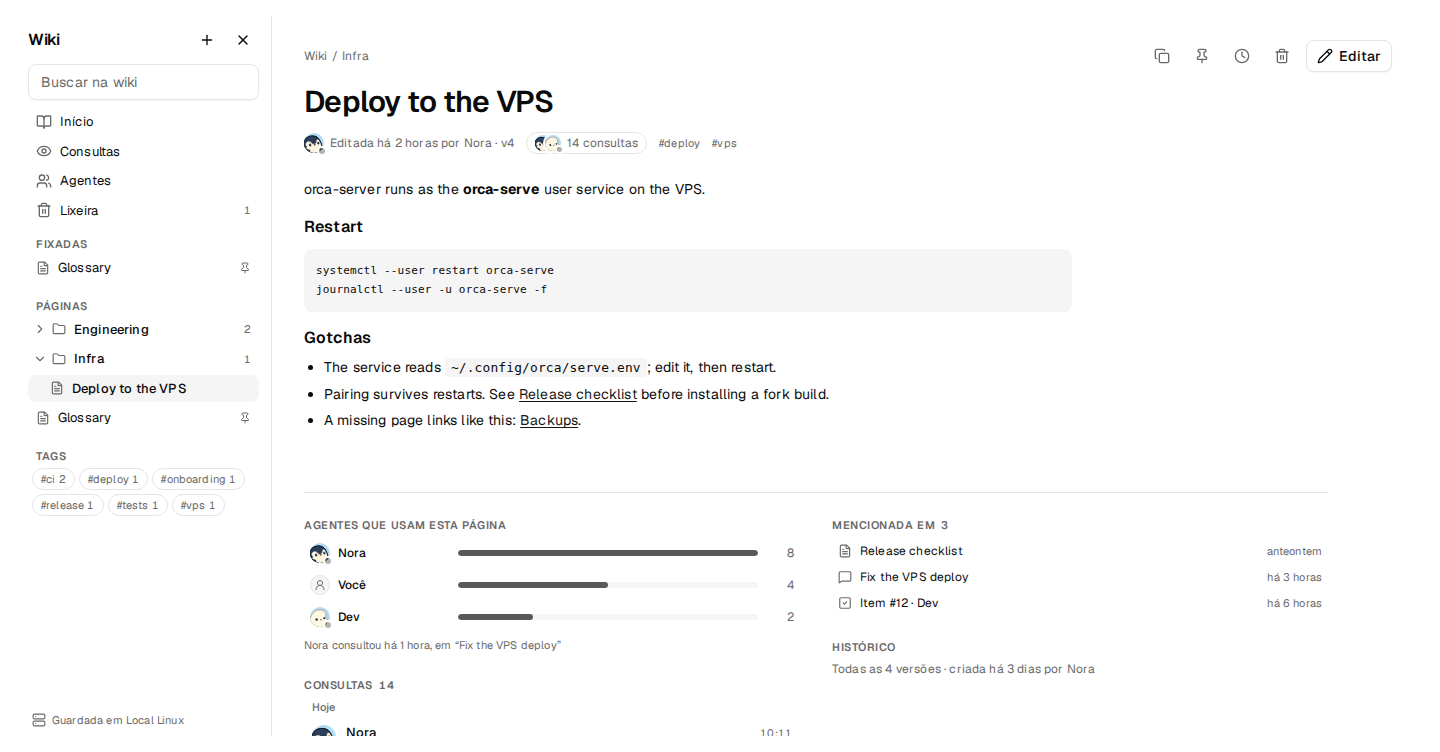 Wiki
Buscar na wiki
Início
Consultas
Agentes
Lixeira 1
FIXADAS
Glossary
PÁGINAS
Engineering 2
Infra 1
Deploy to the VPS
Glossary
TAGS
#ci 2 #deploy 1 #onboarding 1
#release 1 #tests 1 #vps 1
Guardada em Local Linux
Wiki / Infra
Editar
Deploy to the VPS
Editada há 2 horas por Nora · v4 14 consultas #deploy #vps
orca-server runs as the orca-serve user service on the VPS.
Restart
systemctl --user restart orca-serve
journalctl --user -u orca-serve -f
Gotchas
The service reads ~/.config/orca/serve.env ; edit it, then restart.
Pairing survives restarts. See Release checklist before installing a fork build.
A missing page links like this: Backups.
AGENTES QUE USAM ESTA PÁGINA
Nora 8
Você 4
Dev 2
Nora consultou há 1 hora, em “Fix the VPS deploy”
CONSULTAS 14
Hoje
Nora 10:11
MENCIONADA EM 3
Release checklist anteontem
Fix the VPS deploy há 3 horas
Item #12 · Dev há 6 horas
HISTÓRICO
Todas as 4 versões · criada há 3 dias por Nora